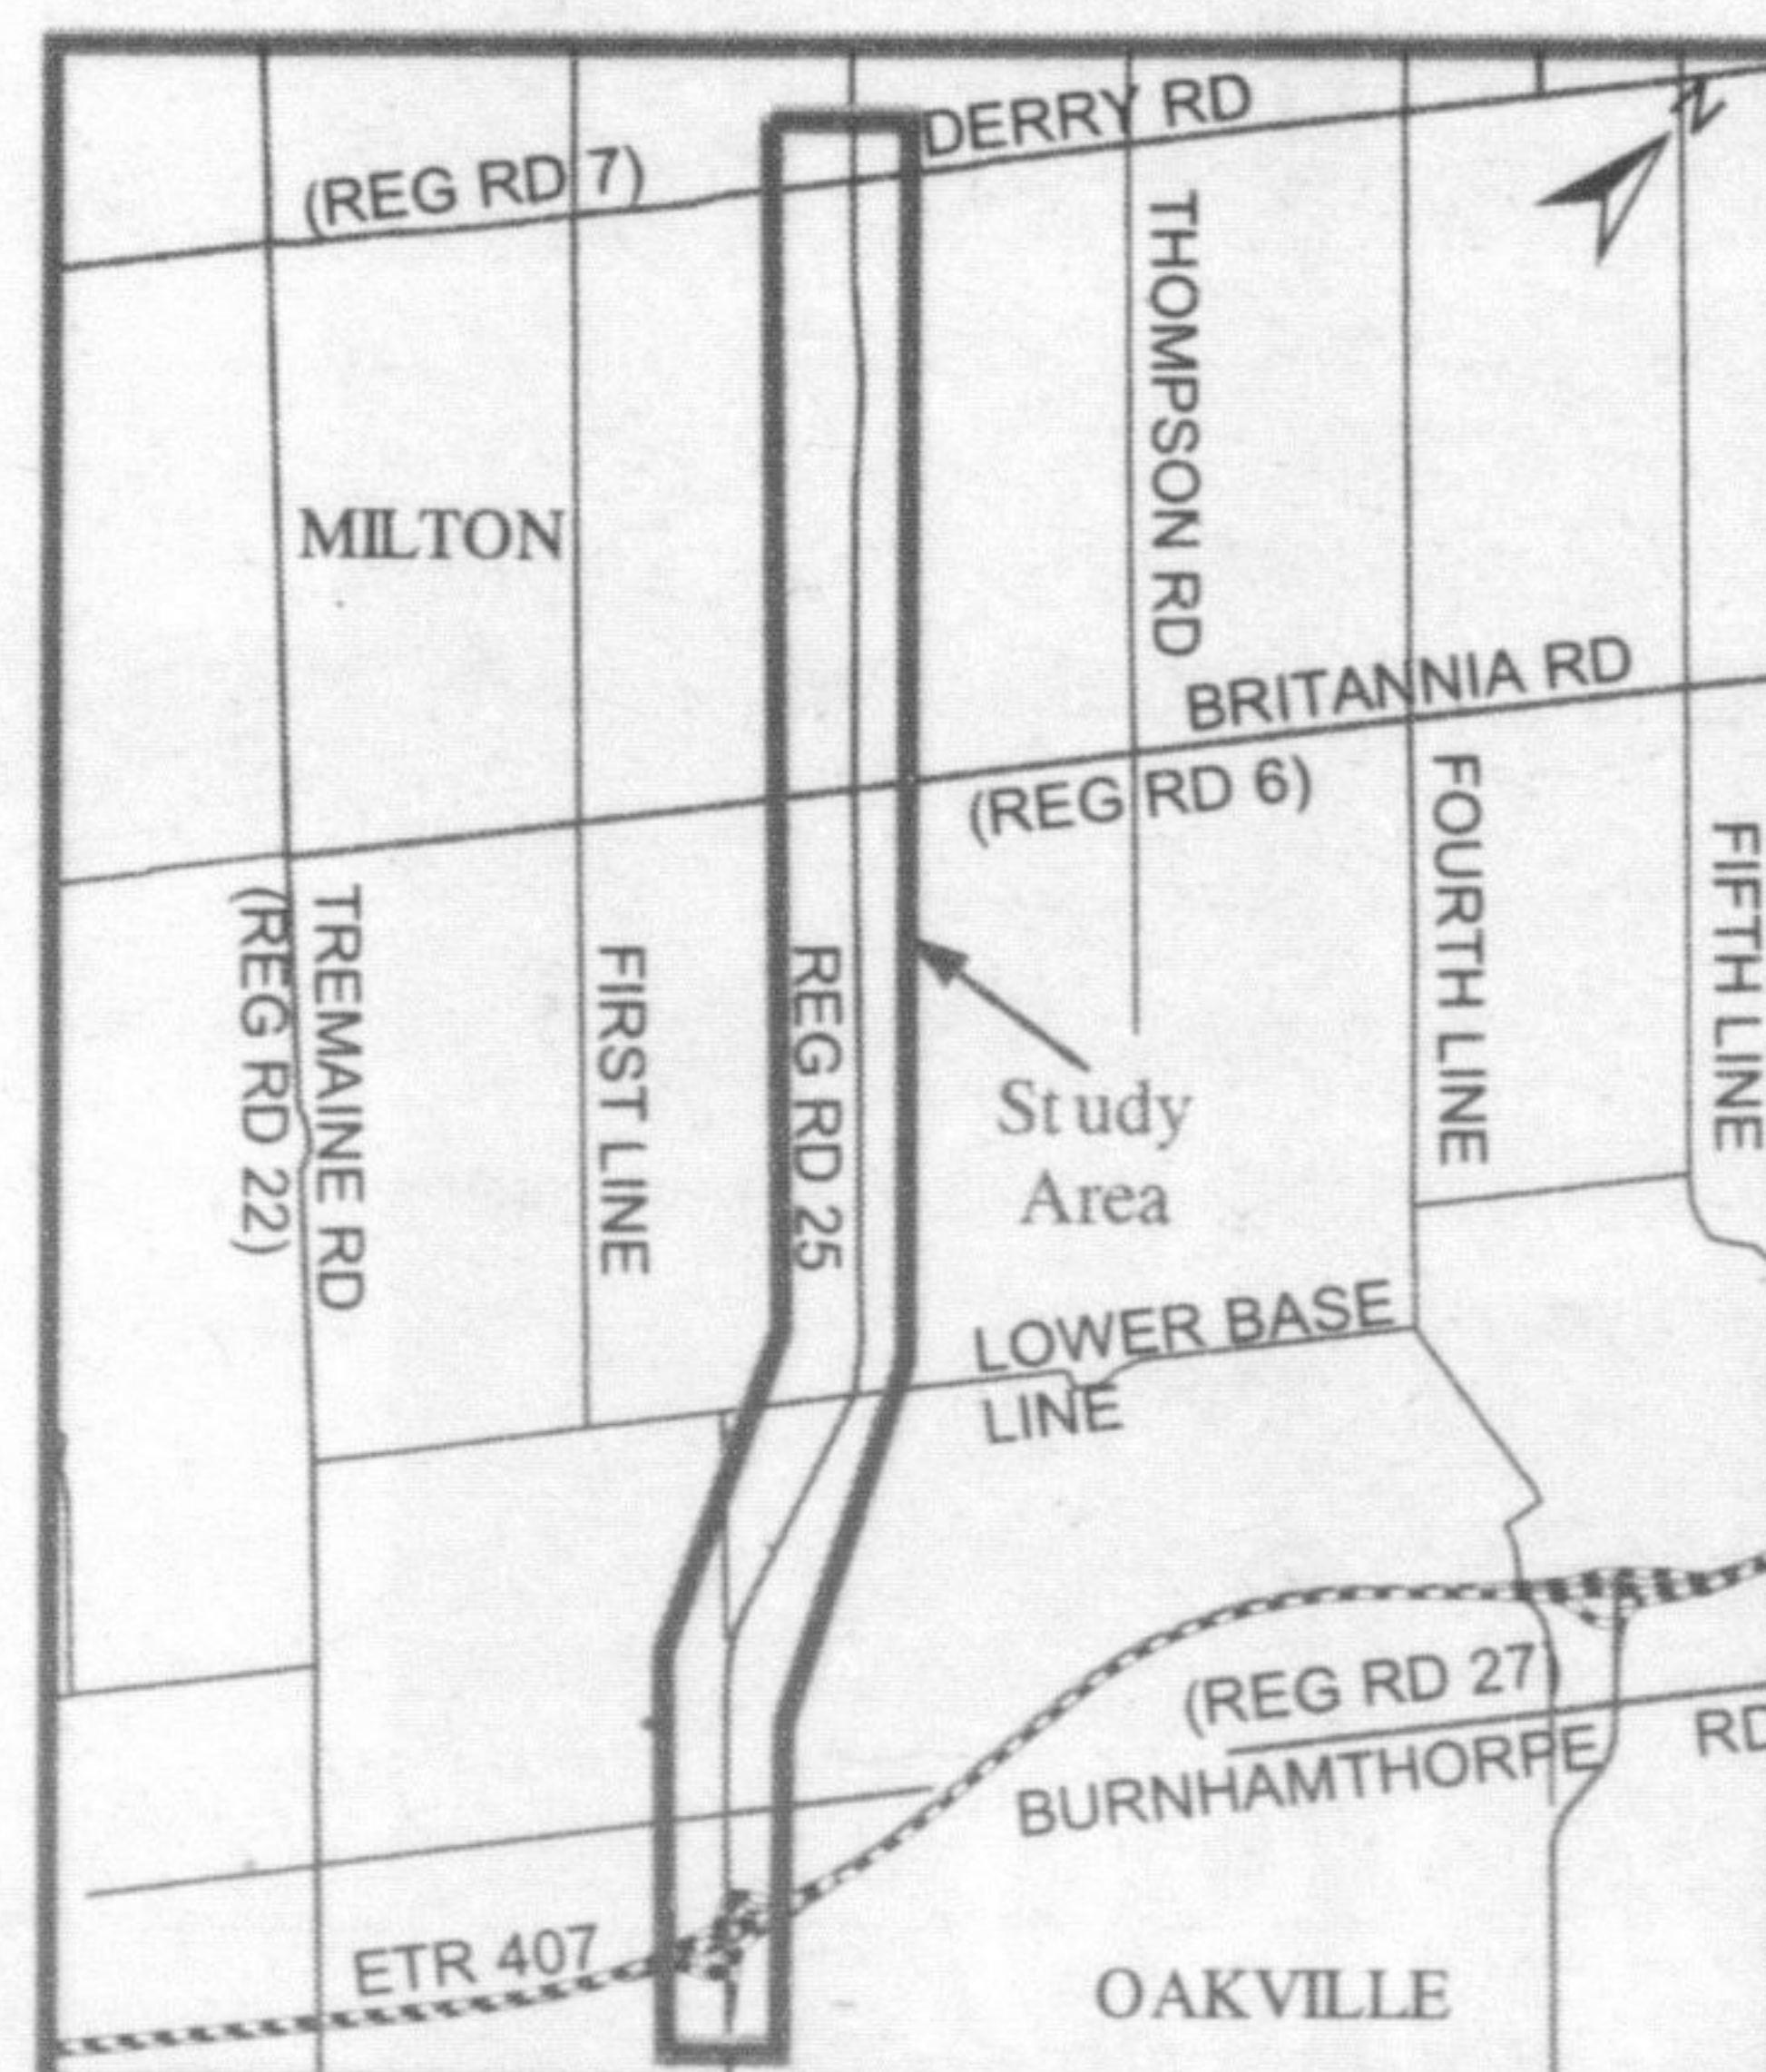 DERRY RD
(REG RD 7)
N
THOMPSON RD
MILTON
BRITANNIA RD
(REG RD 6)
FOURTH LINE
FIFTH LINE
(REG RD 22)
TREMAINE RD
FIRST LINE
REG RD 25
Study
Area
LOWER BASE
LINE
(REG RD 27)
BURNHAMTHORPE RD
ETR 407
OAKVILLE